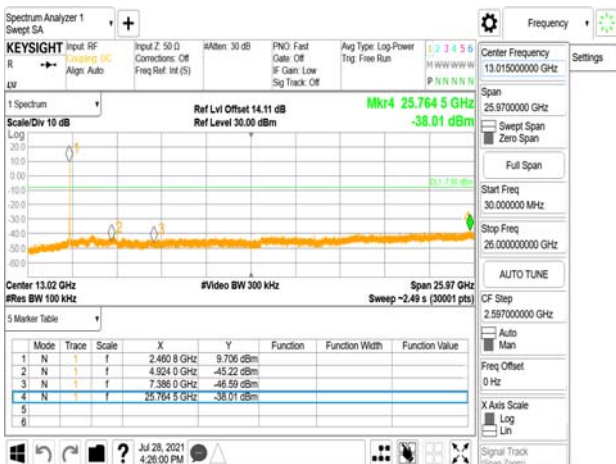 Spectrum Analyzer 1
Swept SA
Frequency
KEYSIGHT
R
Input: RF
Coupling: DC
Align: Auto
Input Z: 50 Ω
Corrections: Off
Freq Ref: Int (S)
#Atten: 30 dB
PNO: Fast
Gate: Off
IF Gain: Low
Sig Track: Off
Avg Type: Log-Power
Trig: Free Run
1 2 3 4 5 6
M W W W W W
P N N N N N
1 Spectrum
Scale/Div 10 dB
Ref Lvl Offset 14.11 dB
Ref Level 30.00 dBm
Mkr4 25.764 5 GHz
-38.01 dBm
Log
20.0
10.0
0.00
-10.0
-20.0
-30.0
-40.0
-50.0
-60.0
1
2
3
Center 13.02 GHz
#Res BW 100 kHz
#Video BW 300 kHz
Span 25.97 GHz
Sweep ~2.49 s (30001 pts)
5 Marker Table
Mode Trace Scale X Y Function Function Width Function Value
1 N 1 f 2.460 8 GHz 9.706 dBm
2 N 1 f 4.924 0 GHz -45.22 dBm
3 N 1 f 7.386 0 GHz -46.59 dBm
4 N 1 f 25.764 5 GHz -38.01 dBm
5
6
Jul 28, 2021
4:26:00 PM
Center Frequency
13.015000000 GHz
Settings
Span
25.9700000 GHz
Swept Span
Zero Span
Full Span
Start Freq
30.000000 MHz
Stop Freq
26.000000000 GHz
AUTO TUNE
CF Step
2.597000000 GHz
Auto
Man
Freq Offset
0 Hz
X Axis Scale
Log
Lin
Signal Track